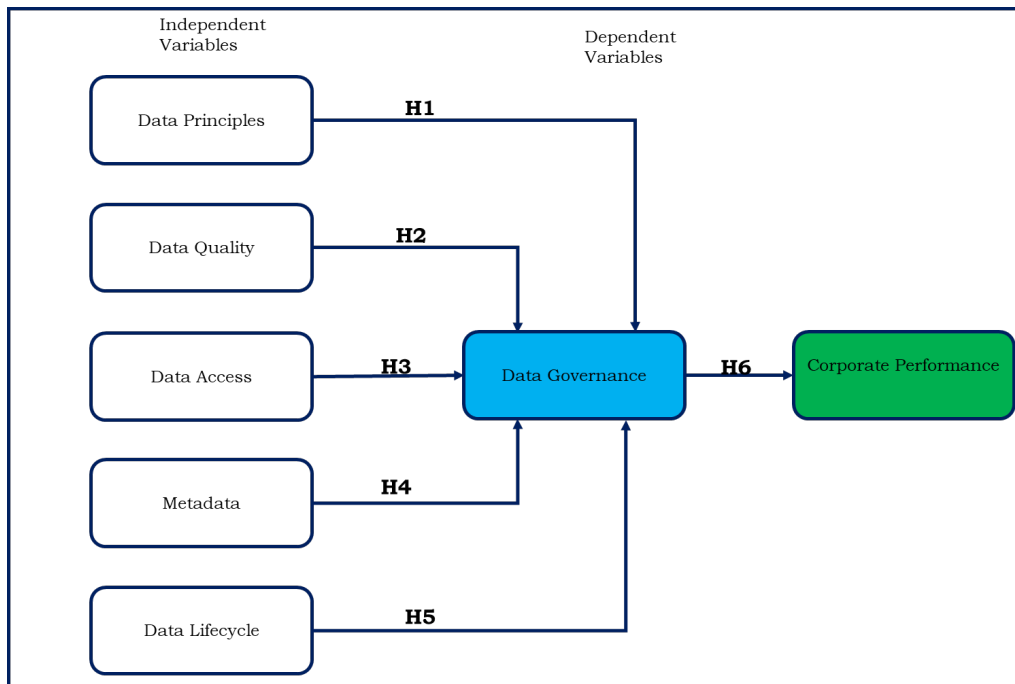 Independent
Variables
Dependent
Variables
Data Principles
H1
Data Quality
H2
Data Access
H3
Data Governance
H6
Corporate Performance
Metadata
H4
Data Lifecycle
H5